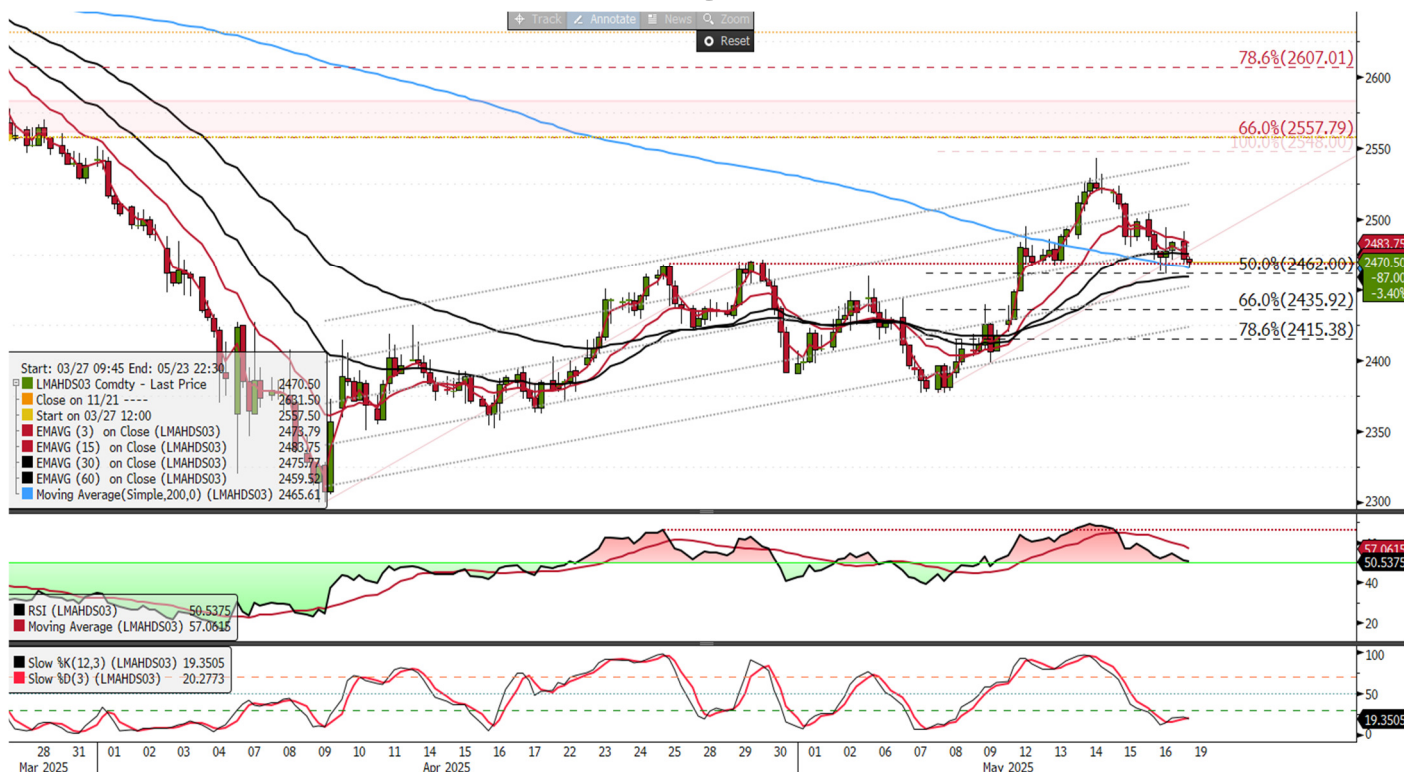 Track Annotate News Zoom
Reset
78.6%(2607.01)
2600
66.0%(2557.79)
100.0%(2548.00)
2550
2500
2483.75
2470.50
-87.00
-3.40%
50.0%(2462.00)
66.0%(2435.92)
78.6%(2415.38)
2400
2350
2300
Start: 03/27 09:45 End: 05/23 22:30
LMAHDS03 Comdty - Last Price 2470.50
Close on 11/21 ---- 2631.50
Start on 03/27 12:00 2557.50
EMAVG (3) on Close (LMAHDS03) 2473.79
EMAVG (15) on Close (LMAHDS03) 2483.75
EMAVG (30) on Close (LMAHDS03) 2475.77
EMAVG (60) on Close (LMAHDS03) 2459.52
Moving Average(Simple,200,0) (LMAHDS03) 2465.61
57.0615
50.5375
40
20
RSI (LMAHDS03) 50.5375
Moving Average (LMAHDS03) 57.0615
Slow %K(12,3) (LMAHDS03) 19.3505
Slow %D(3) (LMAHDS03) 20.2773
100
50
19.3505
0
28 31 01 02 03 04 07 08 09 10 11 14 15 16 17 22 23 24 25 28 29 30 01 02 06 07 08 09 12 13 14 15 16 19
Mar 2025 Apr 2025 May 2025